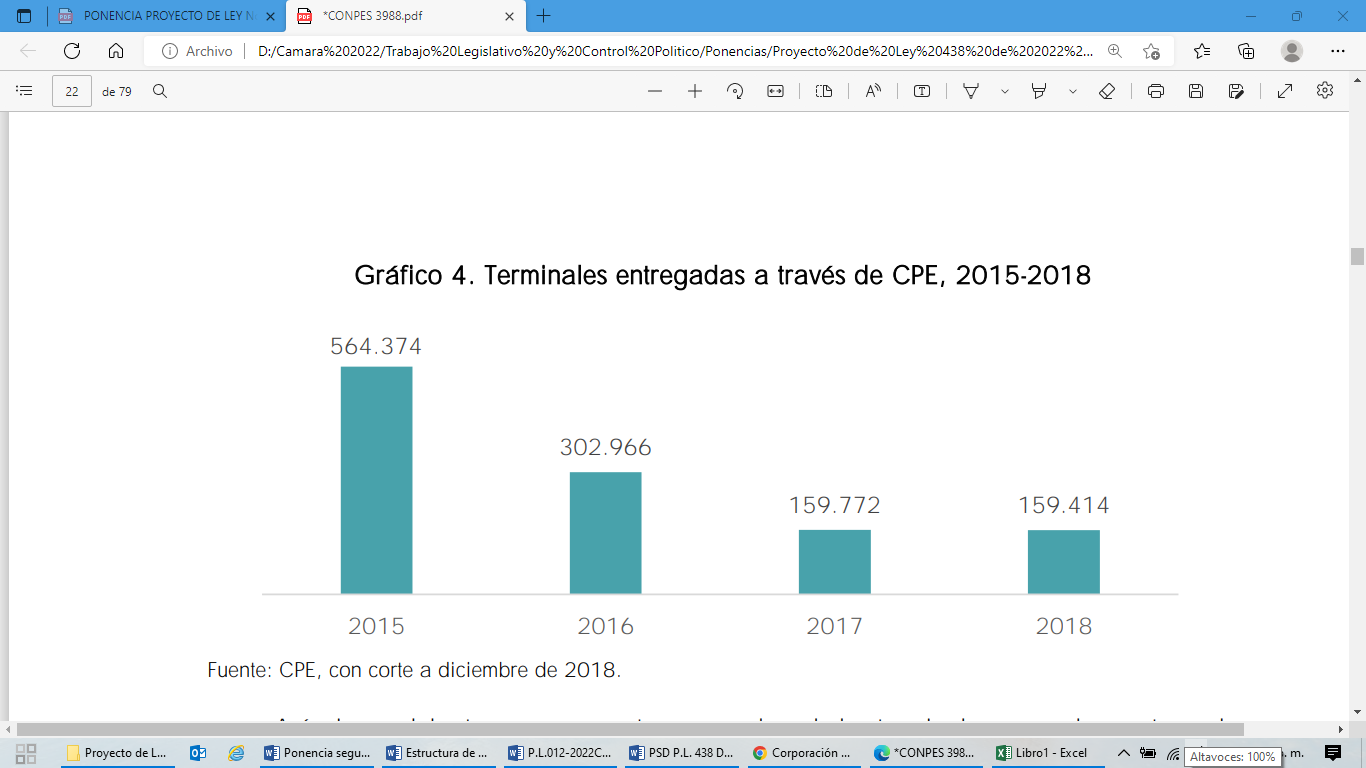 PONENCIA PROYECTO DE LEY N
*CONPES 3988.pdf
Archivo
D:/Camara%202022/Trabajo%20Legislativo%20y%20Control%20Politico/Ponencias/Proyecto%20de%20Ley%20438%20de%202022%2...
22 de 79
Gráfico 4. Terminales entregadas a través de CPE, 2015-2018
564.374
302.966
159.772
159.414
2015 2016 2017 2018
Fuente: CPE, con corte a diciembre de 2018.
Proyecto de L...
Ponencia segu...
Estructura de ...
P.L.012-2022C...
PSD P.L. 438 D...
Corporación ...
*CONPES 398...
Libro1 - Excel
Altavoces: 100%
. m.